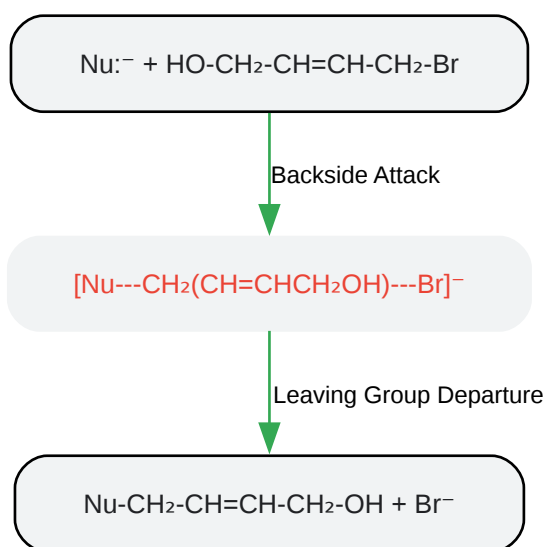 Nu:⁻ + HO-CH₂-CH=CH-CH₂-Br
Backside Attack
[Nu---CH₂(CH=CHCH₂OH)---Br]⁻
Leaving Group Departure
Nu-CH₂-CH=CH-CH₂-OH + Br⁻